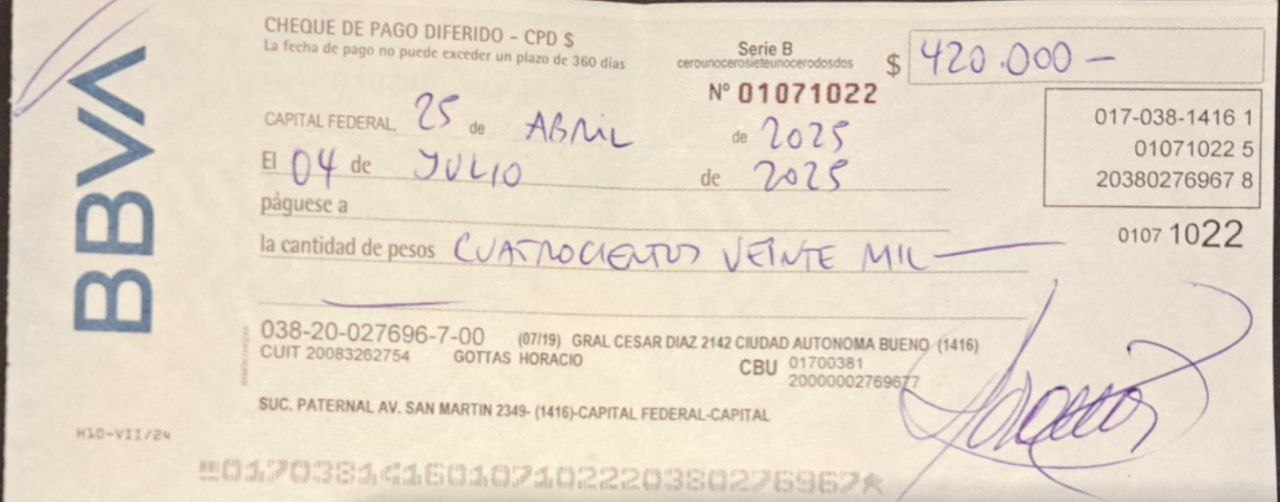 BBVA
CHEQUE DE PAGO DIFERIDO - CPD $
La fecha de pago no puede exceder un plazo de 360 días
Serie B
cerounocerosieteunocerodosdos
$ 420.000 —
Nº 01071022
017-038-1416 1
01071022 5
20380276967 8
0107 1022
CAPITAL FEDERAL, 25 de ABRIL de 2025
El 04 de JULIO de 2025
páguese a
la cantidad de pesos CUATROCIENTOS VEINTE MIL —
038-20-027696-7-00 (07/19) GRAL CESAR DIAZ 2142 CIUDAD AUTONOMA BUENO (1416)
CUIT 20083262754 GOTTAS HORACIO CBU 01700381
20000002769677
SUC. PATERNAL AV. SAN MARTIN 2349- (1416)-CAPITAL FEDERAL-CAPITAL
H10-VII/24
01703814160107102220380276967